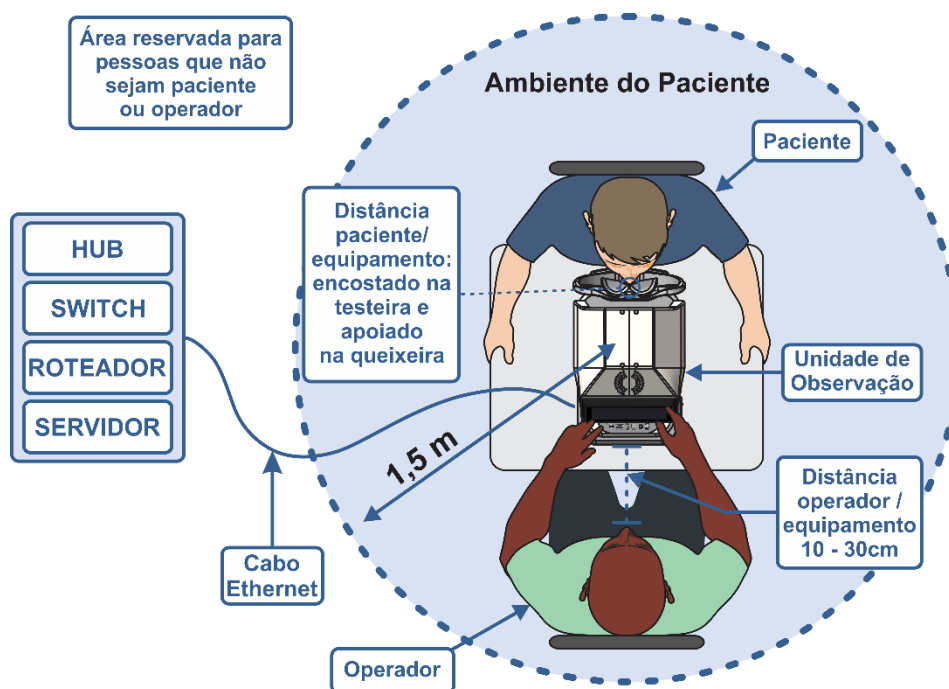 Área reservada para
pessoas que não
sejam paciente
ou operador
Ambiente do Paciente
Paciente
Distância
paciente/
equipamento:
encostado na
testeira e
apoiado
na queixeira
HUB
SWITCH
ROTEADOR
SERVIDOR
Unidade de
Observação
1,5 m
Distância
operador /
equipamento
10 - 30cm
Cabo
Ethernet
Operador